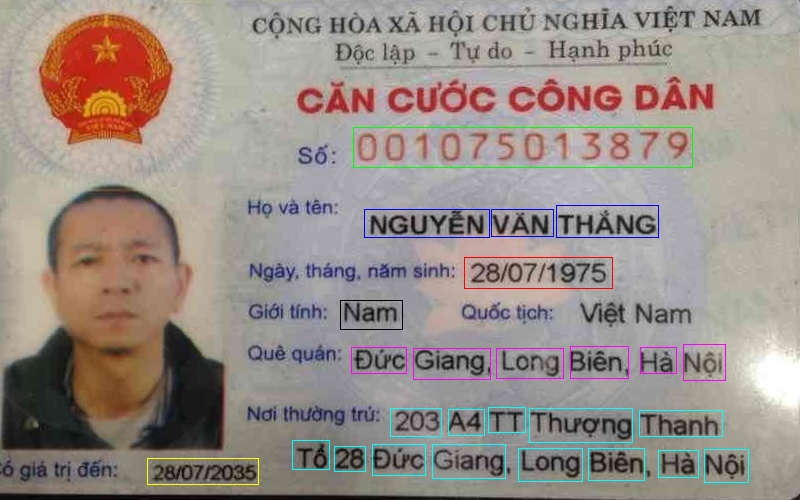 CỘNG HÒA XÃ HỘI CHỦ NGHĨA VIỆT NAM
Độc lập - Tự do - Hạnh phúc
CĂN CƯỚC CÔNG DÂN
Số: 001075013879
Họ và tên: NGUYỄN VĂN THẮNG
Ngày, tháng, năm sinh: 28/07/1975
Giới tính: Nam Quốc tịch: Việt Nam
Quê quán: Đức Giang, Long Biên, Hà Nội
Nơi thường trú: 203 A4 TT Thượng Thanh
Tổ 28 Đức Giang, Long Biên, Hà Nội
Có giá trị đến: 28/07/2035